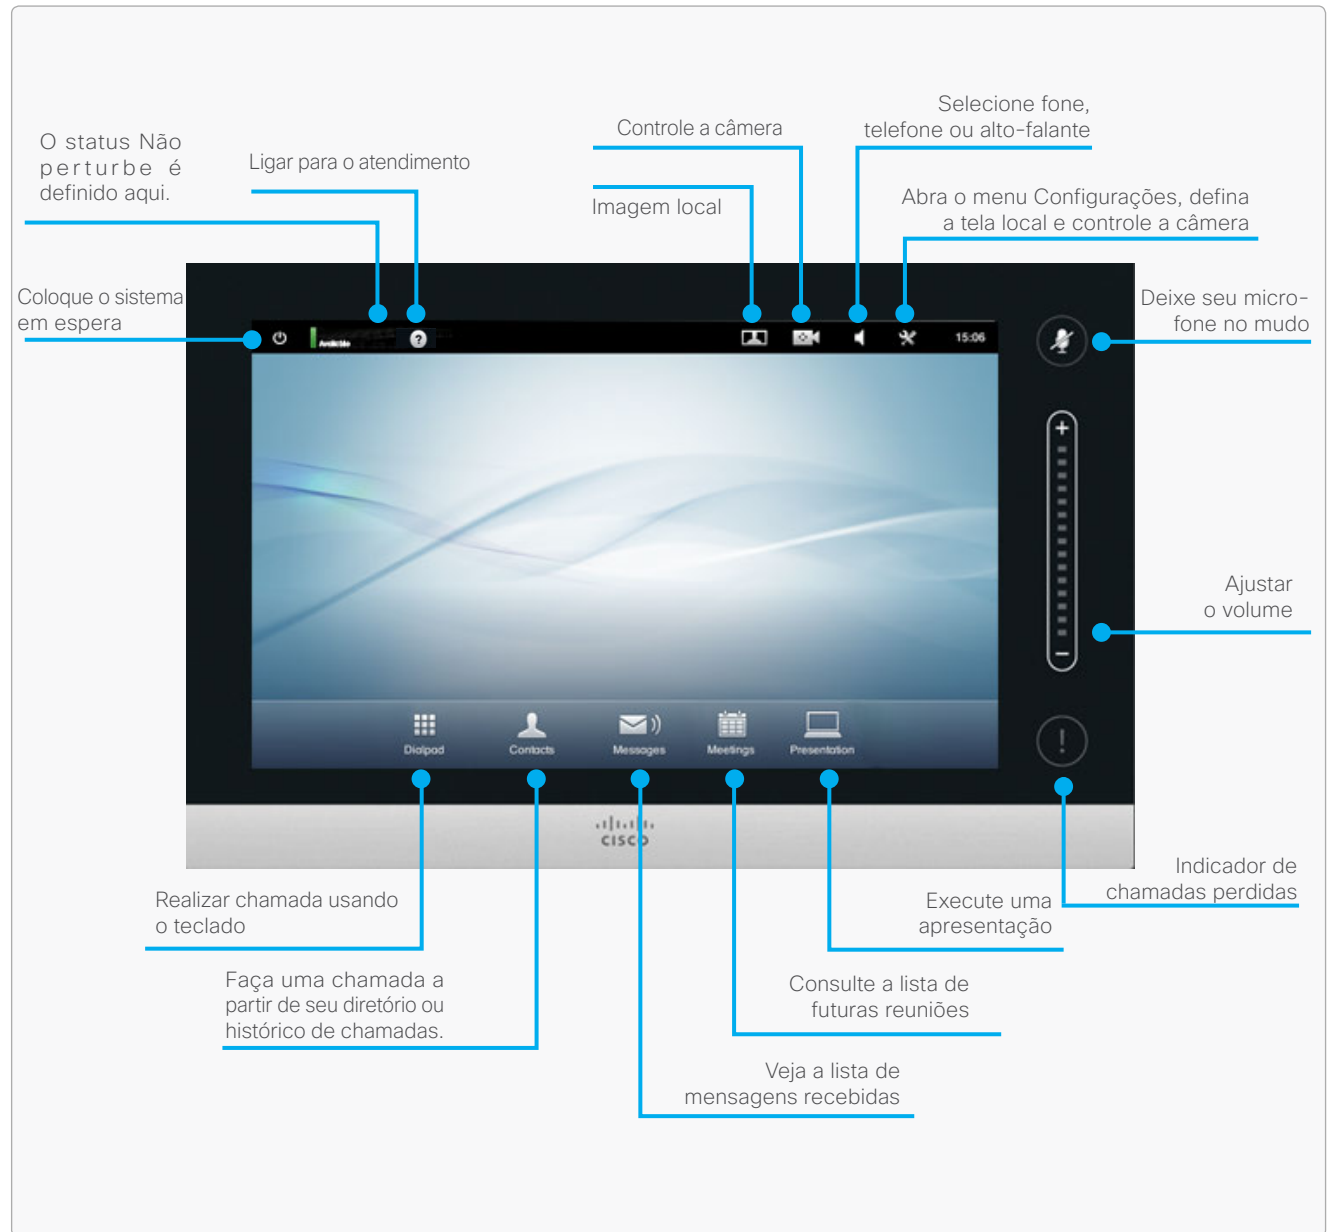 Selecione fone,
telefone ou alto-falante
Controle a câmera
O status Não
perturbe é
definido aqui.
Ligar para o atendimento
Imagem local
Abra o menu Configurações, defina
a tela local e controle a câmera
Coloque o sistema
em espera
Deixe seu micro-
fone no mudo
?
15:06
+
Ajustar
o volume
−
Dialpad
Contacts
Messages
Meetings
Presentation
!
CISCO
Indicador de
chamadas perdidas
Realizar chamada usando
o teclado
Execute uma
apresentação
Faça uma chamada a
partir de seu diretório ou
histórico de chamadas.
Consulte a lista de
futuras reuniões
Veja a lista de
mensagens recebidas